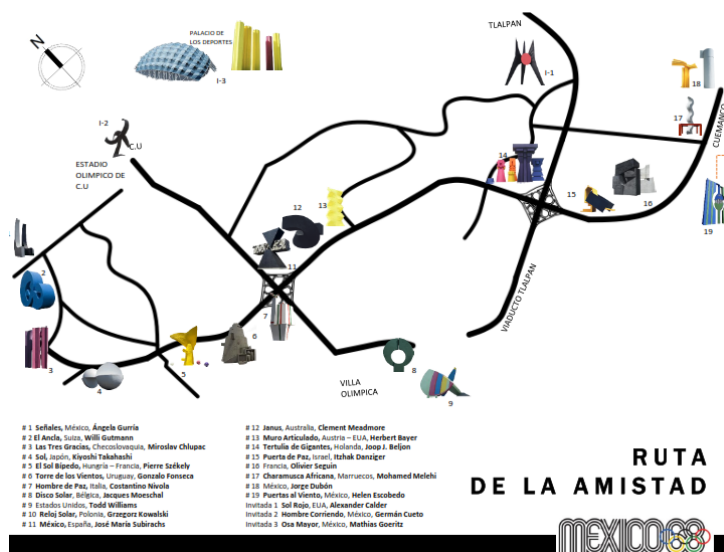 TLALPAN
N
PALACIO DE
LOS DEPORTES
I-3
I-1
18
17
CUEMANCO
I-2
C.U
ESTADIO
OLIMPICO DE
C.U
14
13
12
15
16
19
2
11
7
6
3
4
5
8
9
VIADUCTO TLALPAN
VILLA
OLIMPICA
# 1 Señales, México, Ángela Gurría
# 2 El Ancla, Suiza, Willi Gutmann
# 3 Las Tres Gracias, Checoslovaquia, Miroslav Chlupac
# 4 Sol, Japón, Kiyoshi Takahashi
# 5 El Sol Bípedo, Hungría – Francia, Pierre Székely
# 6 Torre de los Vientos, Uruguay, Gonzalo Fonseca
# 7 Hombre de Paz, Italia, Costantino Nivola
# 8 Disco Solar, Bélgica, Jacques Moeschal
# 9 Estados Unidos, Todd Williams
# 10 Reloj Solar, Polonia, Grzegorz Kowalski
# 11 México, España, José María Subirachs
# 12 Janus, Australia, Clement Meadmore
# 13 Muro Articulado, Austria – EUA, Herbert Bayer
# 14 Tertulia de Gigantes, Holanda, Joop J. Beljon
# 15 Puerta de Paz, Israel, Itzhak Danziger
# 16 Francia, Olivier Seguin
# 17 Charamusca Africana, Marruecos, Mohamed Melehi
# 18 México, Jorge Dubón
# 19 Puertas al Viento, México, Helen Escobedo
Invitada 1 Sol Rojo, EUA, Alexander Calder
Invitada 2 Hombre Corriendo, México, Germán Cueto
Invitada 3 Osa Mayor, México, Mathias Goeritz
RUTA
DE LA AMISTAD
MEXICO68